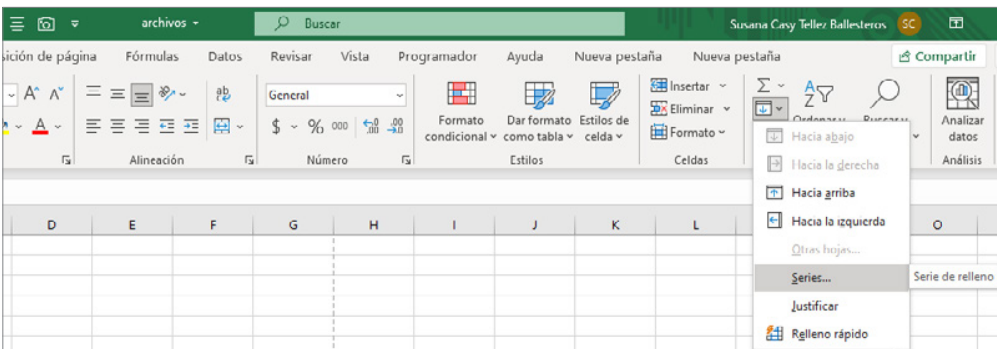 archivos
Buscar
Susana Casy Tellez Ballesteros SC
sición de página Fórmulas Datos Revisar Vista Programador Ayuda Nueva pestaña Nueva pestaña Compartir
General
Insertar
Eliminar
Formato
$ % 000
Formato condicional
Dar formato como tabla
Estilos de celda
Analizar datos
Alineación Número Estilos Celdas Análisis
Hacia abajo
Hacia la derecha
Hacia arriba
Hacia la izquierda
Otras hojas...
Series...
Serie de relleno
Justificar
Relleno rápido
D E F G H I J K L O